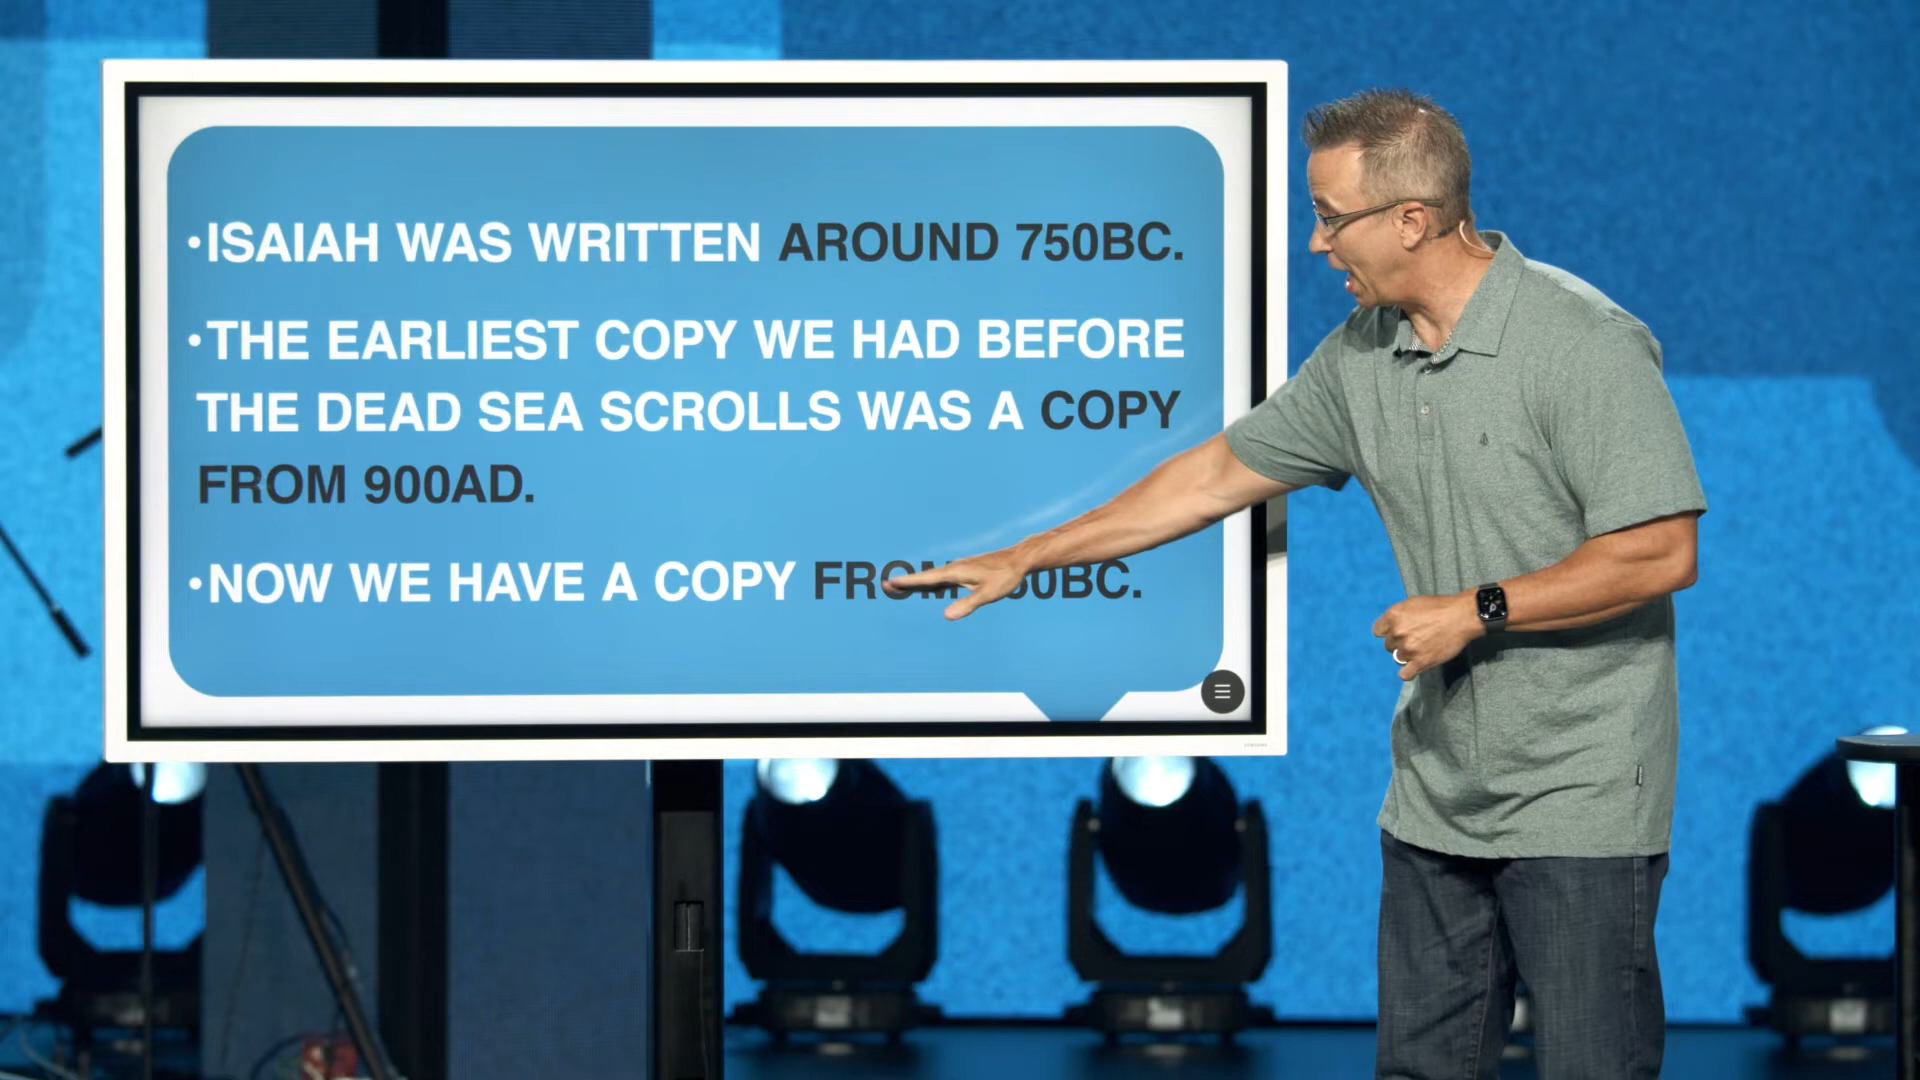 •ISAIAH WAS WRITTEN AROUND 750BC.
•THE EARLIEST COPY WE HAD BEFORE
THE DEAD SEA SCROLLS WAS A COPY
FROM 900AD.
•NOW WE HAVE A COPY FROM